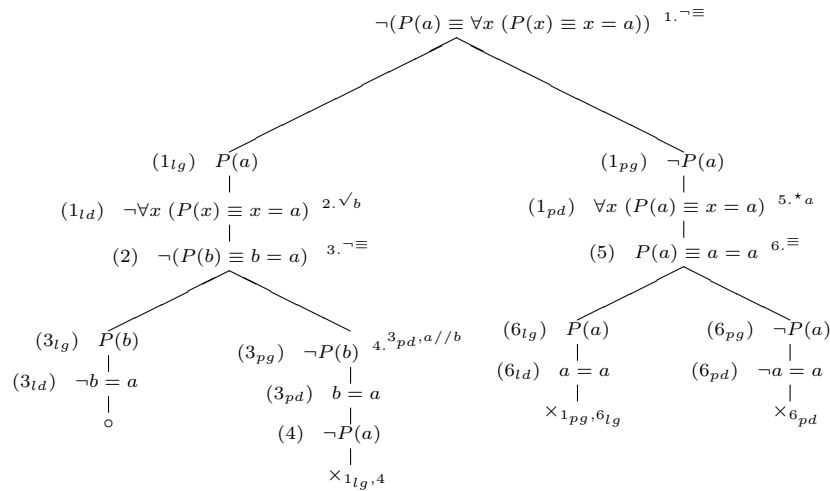 ¬(P(a) ≡ ∀x (P(x) ≡ x = a)) 1.¬≡
(1lg) P(a) (1pg) ¬P(a)
(1ld) ¬∀x (P(x) ≡ x = a) 2.√b (1pd) ∀x (P(a) ≡ x = a) 5.⋆a
(2) ¬(P(b) ≡ b = a) 3.¬≡ (5) P(a) ≡ a = a 6.≡
(3lg) P(b) (3pg) ¬P(b) 4.3pd,a//b (6lg) P(a) (6pg) ¬P(a)
(3ld) ¬b = a (3pd) b = a (6ld) a = a (6pd) ¬a = a
∘ (4) ¬P(a) ×1pg,6lg ×6pd
×1lg,4